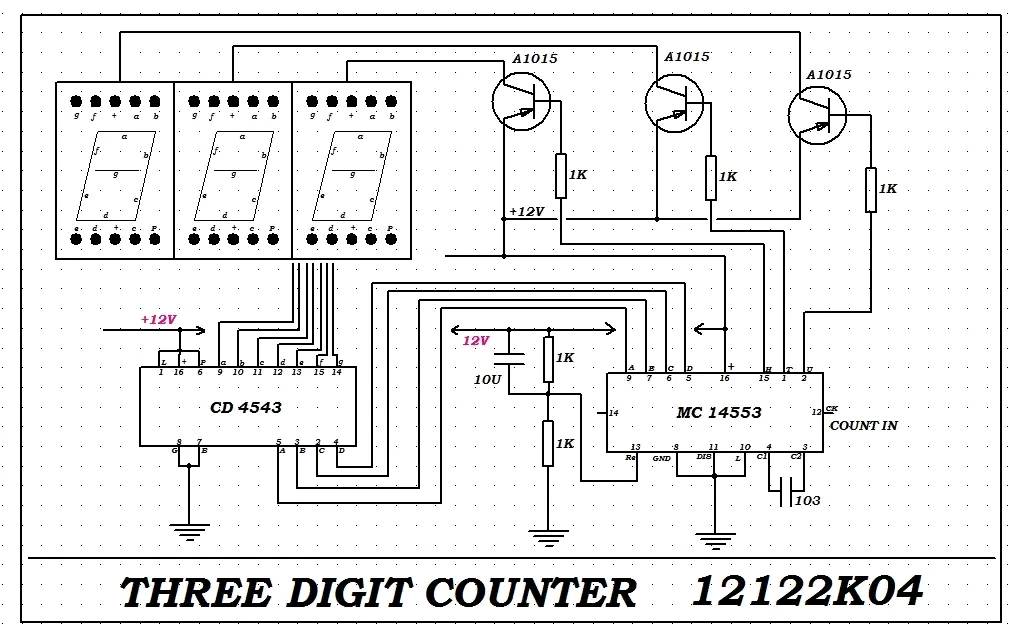 A1015
A1015
A1015
g f + a b g f + a b g f + a b
a a a
f b f b f b
g g g
e c e c e c
d d d
e d + c P e d + c P e d + c P
1K
1K
1K
+12V
+12V
12V
10U
1K
1K
L + P a b c d e f g
1 16 6 9 10 11 12 13 15 14
CD 4543
8 7 5 3 2 4
G B A B C D
A B C D + H T U
9 7 6 5 16 15 1 2
14 MC 14553 12 CK
COUNT IN
13 8 11 10 4 3
Re GND DIS L C1 C2
103
THREE DIGIT COUNTER 12122K04